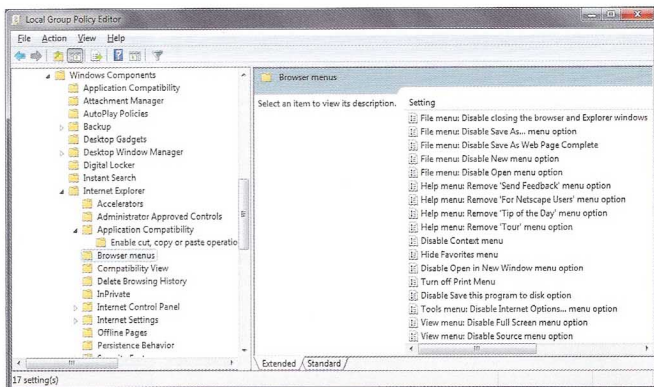 Local Group Policy Editor
File Action View Help
Windows Components
Application Compatibility
Attachment Manager
AutoPlay Policies
Backup
Desktop Gadgets
Desktop Window Manager
Digital Locker
Instant Search
Internet Explorer
Accelerators
Administrator Approved Controls
Application Compatibility
Enable cut, copy or paste operatio
Browser menus
Compatibility View
Delete Browsing History
InPrivate
Internet Control Panel
Internet Settings
Offline Pages
Persistence Behavior
Browser menus
Select an item to view its description.
Setting
File menu: Disable closing the browser and Explorer windows
File menu: Disable Save As... menu option
File menu: Disable Save As Web Page Complete
File menu: Disable New menu option
File menu: Disable Open menu option
Help menu: Remove 'Send Feedback' menu option
Help menu: Remove 'For Netscape Users' menu option
Help menu: Remove 'Tip of the Day' menu option
Help menu: Remove 'Tour' menu option
Disable Context menu
Hide Favorites menu
Disable Open in New Window menu option
Turn off Print Menu
Disable Save this program to disk option
Tools menu: Disable Internet Options... menu option
View menu: Disable Full Screen menu option
View menu: Disable Source menu option
Extended Standard
17 setting(s)